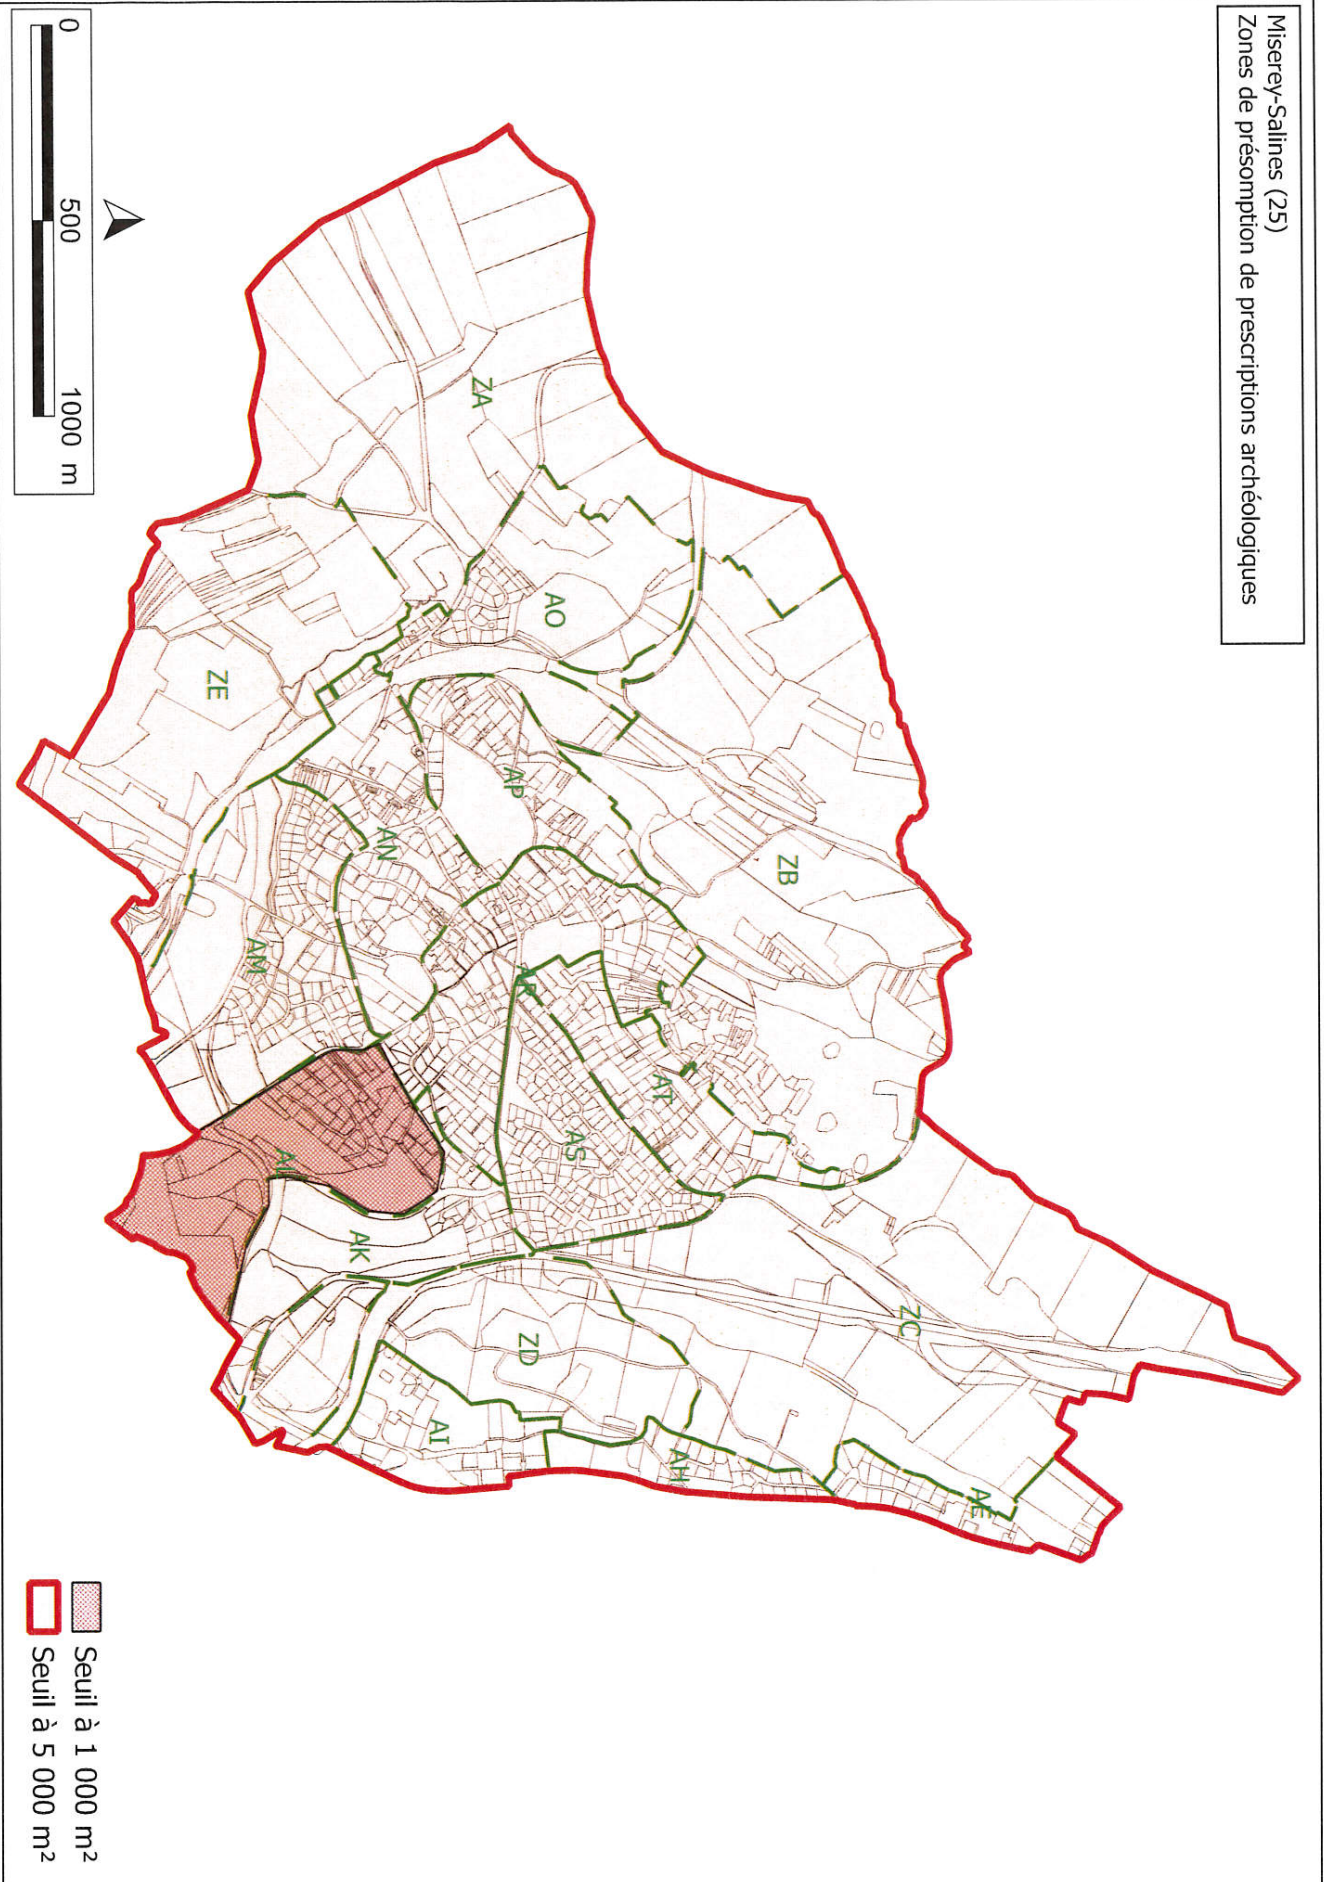 Miserey-Salines (25)
Zones de présomption de prescriptions archéologiques
ZC
ZB
AE
AT
AH
AS
AO
AR
ZD
AP
ZA
AI
AN
AK
AL
AM
ZE
0 500 1000 m
Seuil à 1 000 m²
Seuil à 5 000 m²